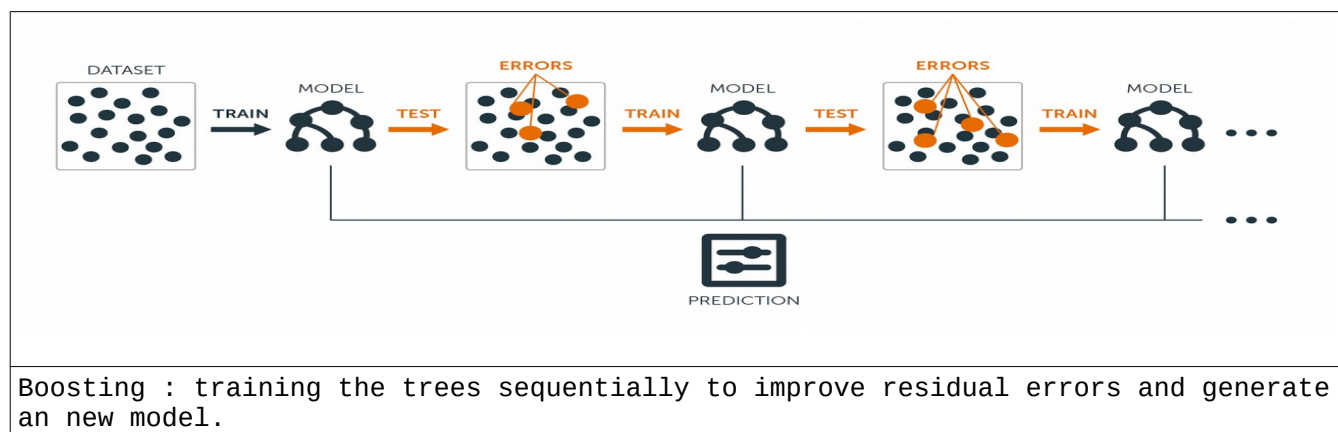 ERRORS
ERRORS
DATASET
MODEL
MODEL
MODEL
TRAIN
TEST
TRAIN
TEST
TRAIN
PREDICTION
Boosting : training the trees sequentially to improve residual errors and generate
an new model.